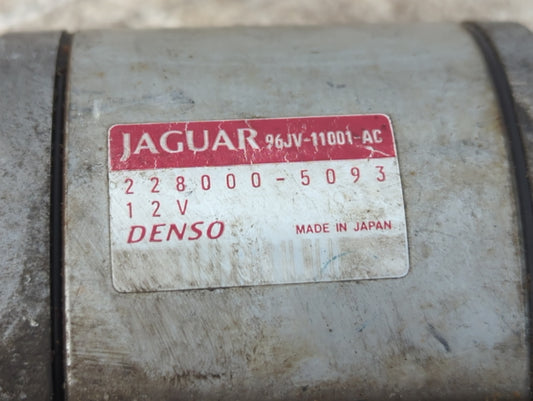 JAGUAR 96JV-11001-AC
228000-5093
12V
DENSO MADE IN JAPAN